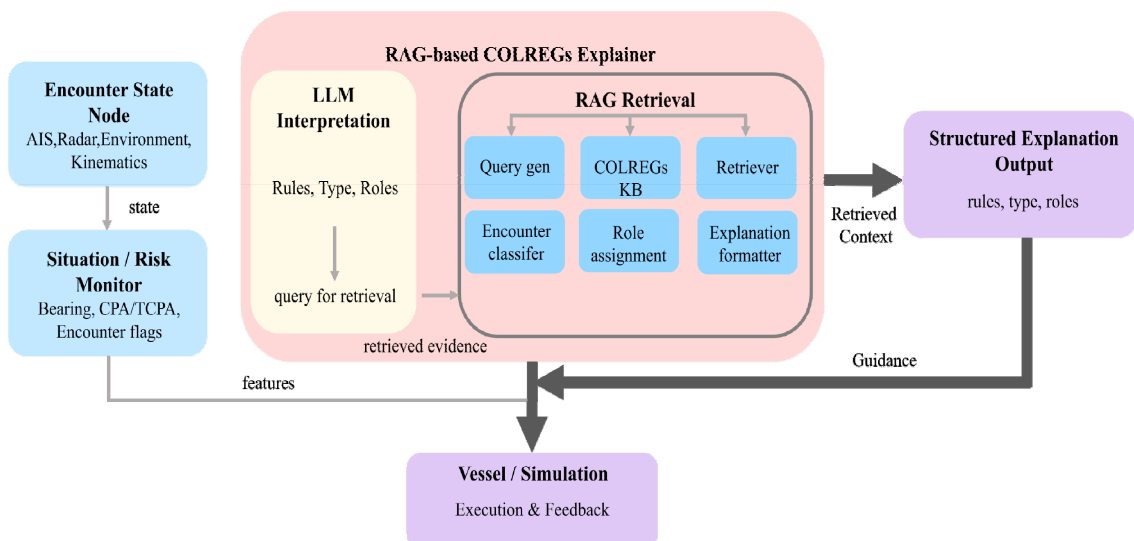 RAG-based COLREGs Explainer
Encounter State
Node
AIS,Radar,Environment,
Kinematics
state
Situation / Risk
Monitor
Bearing, CPA/TCPA,
Encounter flags
features
LLM
Interpretation
Rules, Type, Roles
query for retrieval
RAG Retrieval
Query gen
COLREGs
KB
Retriever
Encounter
classifer
Role
assignment
Explanation
formatter
retrieved evidence
Retrieved
Context
Structured Explanation
Output
rules, type, roles
Guidance
Vessel / Simulation
Execution & Feedback